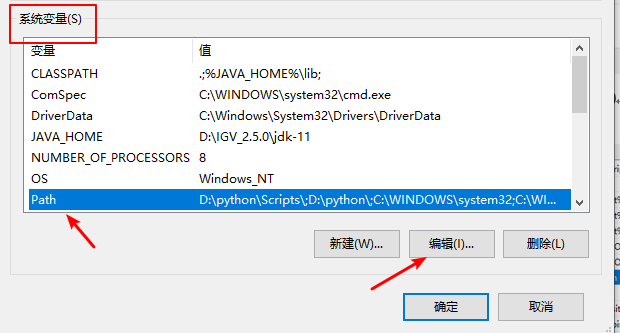 系统变量(S)
变量 值
CLASSPATH .;%JAVA_HOME%\lib;
ComSpec C:\WINDOWS\system32\cmd.exe
DriverData C:\Windows\System32\Drivers\DriverData
JAVA_HOME D:\IGV_2.5.0\jdk-11
NUMBER_OF_PROCESSORS 8
OS Windows_NT
Path D:\python\Scripts\;D:\python\;C:\WINDOWS\system32;C:\WI...
新建(W)... 编辑(I)... 删除(L)
确定 取消